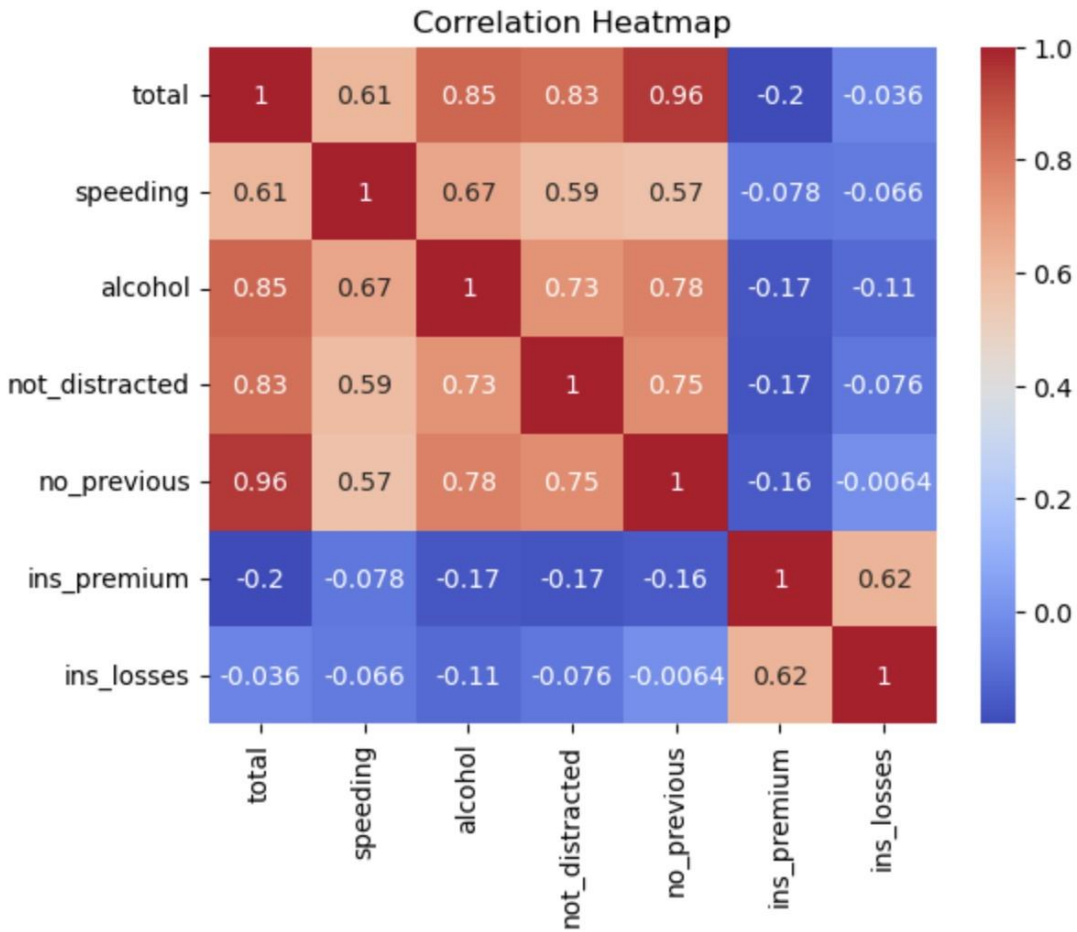 Correlation Heatmap
total 1 0.61 0.85 0.83 0.96 -0.2 -0.036
speeding 0.61 1 0.67 0.59 0.57 -0.078 -0.066
alcohol 0.85 0.67 1 0.73 0.78 -0.17 -0.11
not_distracted 0.83 0.59 0.73 1 0.75 -0.17 -0.076
no_previous 0.96 0.57 0.78 0.75 1 -0.16 -0.0064
ins_premium -0.2 -0.078 -0.17 -0.17 -0.16 1 0.62
ins_losses -0.036 -0.066 -0.11 -0.076 -0.0064 0.62 1
total
speeding
alcohol
not_distracted
no_previous
ins_premium
ins_losses
1.0
0.8
0.6
0.4
0.2
0.0